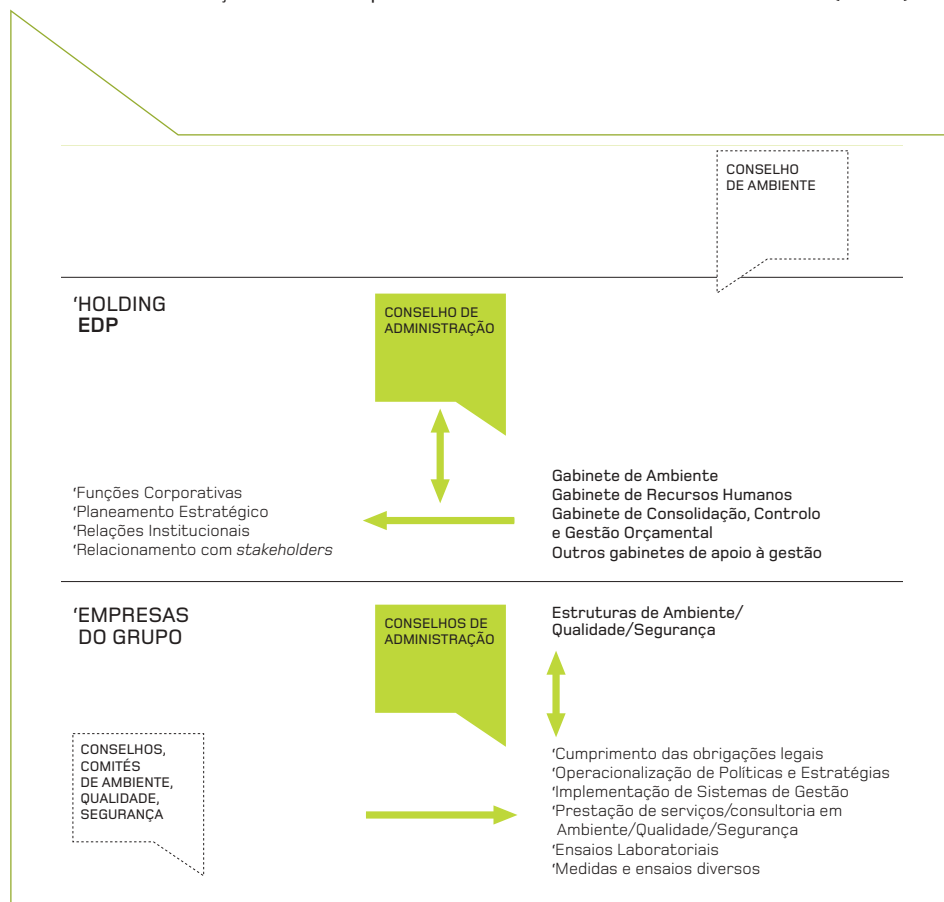 CONSELHO
DE AMBIENTE
‘HOLDING
EDP
CONSELHO DE
ADMINISTRAÇÃO
‘Funções Corporativas
‘Planeamento Estratégico
‘Relações Institucionais
‘Relacionamento com stakeholders
Gabinete de Ambiente
Gabinete de Recursos Humanos
Gabinete de Consolidação, Controlo
e Gestão Orçamental
Outros gabinetes de apoio à gestão
‘EMPRESAS
DO GRUPO
CONSELHOS DE
ADMINISTRAÇÃO
Estruturas de Ambiente/
Qualidade/Segurança
CONSELHOS,
COMITÉS
DE AMBIENTE,
QUALIDADE,
SEGURANÇA
‘Cumprimento das obrigações legais
‘Operacionalização de Políticas e Estratégias
‘Implementação de Sistemas de Gestão
‘Prestação de serviços/consultoria em
Ambiente/Qualidade/Segurança
‘Ensaios Laboratoriais
‘Medidas e ensaios diversos